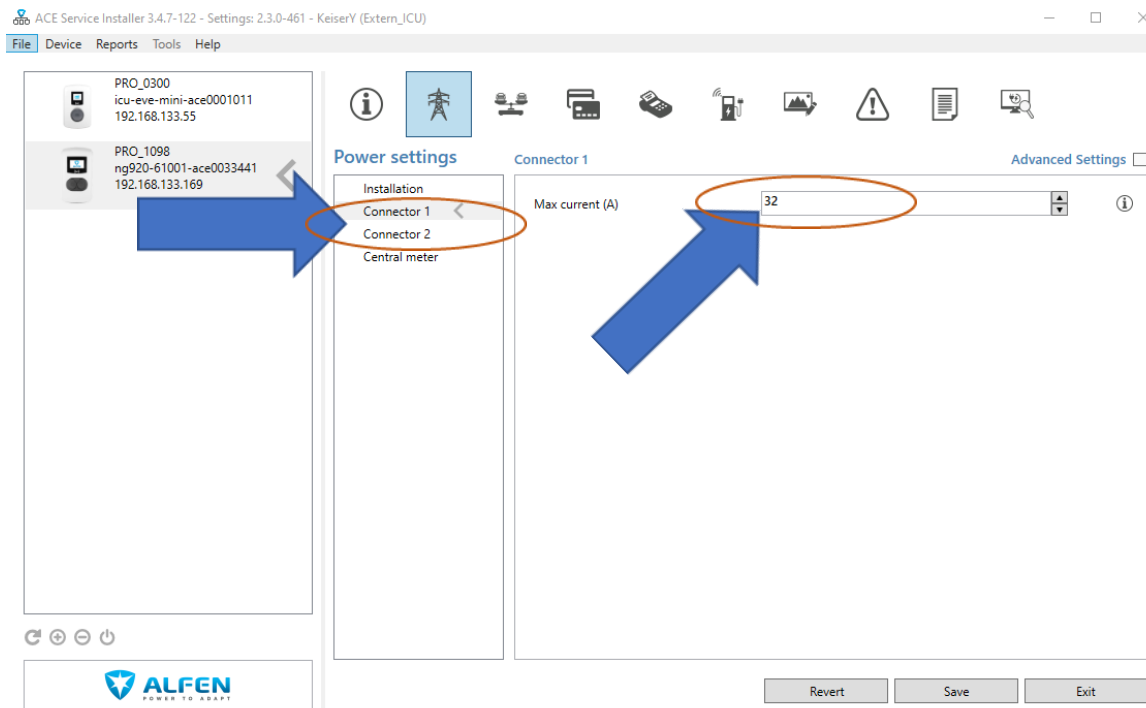 ACE Service Installer 3.4.7-122 - Settings: 2.3.0-461 - KeiserY (Extern_ICU)
File Device Reports Tools Help
PRO_0300
icu-eve-mini-ace0001011
192.168.133.55
PRO_1098
ng920-61001-ace0033441
192.168.133.169
Power settings
Installation
Connector 1
Connector 2
Central meter
Connector 1
Advanced Settings
Max current (A)
32
ALFEN
POWER TO ADAPT
Revert
Save
Exit